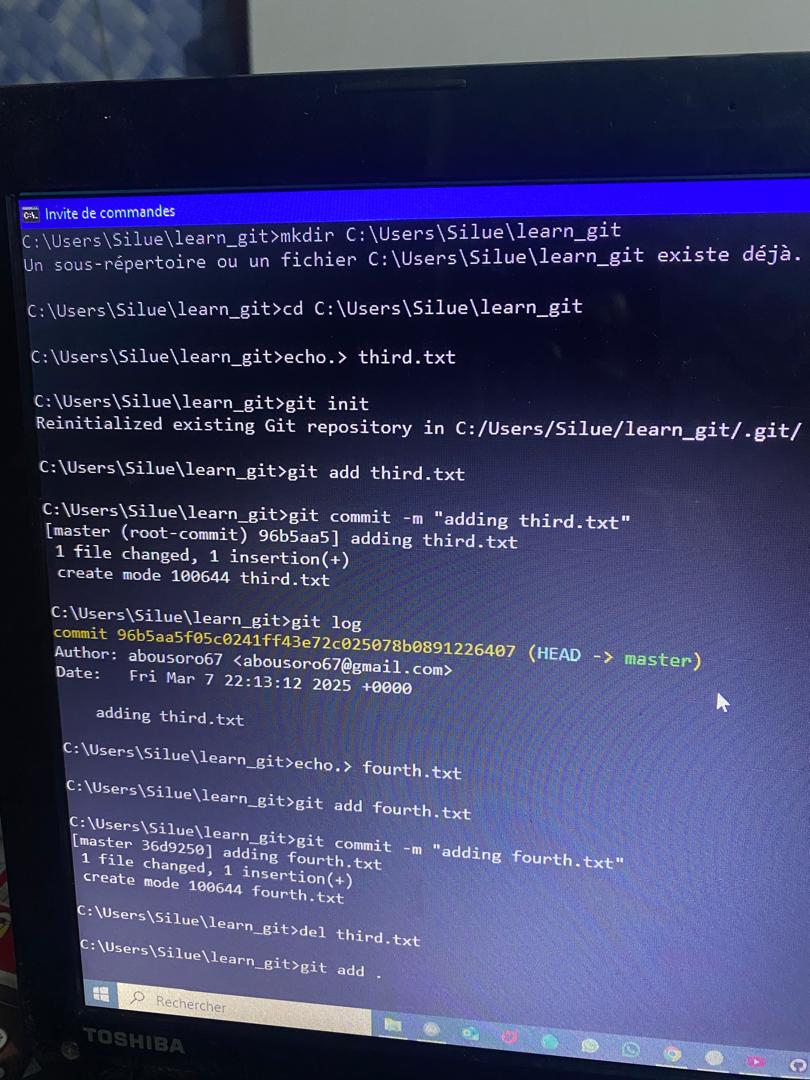 Invite de commandes
C:\Users\Silue\learn_git>mkdir C:\Users\Silue\learn_git
Un sous-répertoire ou un fichier C:\Users\Silue\learn_git existe déjà.
C:\Users\Silue\learn_git>cd C:\Users\Silue\learn_git
C:\Users\Silue\learn_git>echo.> third.txt
C:\Users\Silue\learn_git>git init
Reinitialized existing Git repository in C:/Users/Silue/learn_git/.git/
C:\Users\Silue\learn_git>git add third.txt
C:\Users\Silue\learn_git>git commit -m "adding third.txt"
[master (root-commit) 96b5aa5] adding third.txt
1 file changed, 1 insertion(+)
create mode 100644 third.txt
C:\Users\Silue\learn_git>git log
commit 96b5aa5f05c0241ff43e72c025078b0891226407 (HEAD -> master)
Author: abousoro67 <abousoro67@gmail.com>
Date: Fri Mar 7 22:13:12 2025 +0000
adding third.txt
C:\Users\Silue\learn_git>echo.> fourth.txt
C:\Users\Silue\learn_git>git add fourth.txt
C:\Users\Silue\learn_git>git commit -m "adding fourth.txt"
[master 36d9250] adding fourth.txt
1 file changed, 1 insertion(+)
create mode 100644 fourth.txt
C:\Users\Silue\learn_git>del third.txt
C:\Users\Silue\learn_git>git add .
Rechercher
TOSHIBA